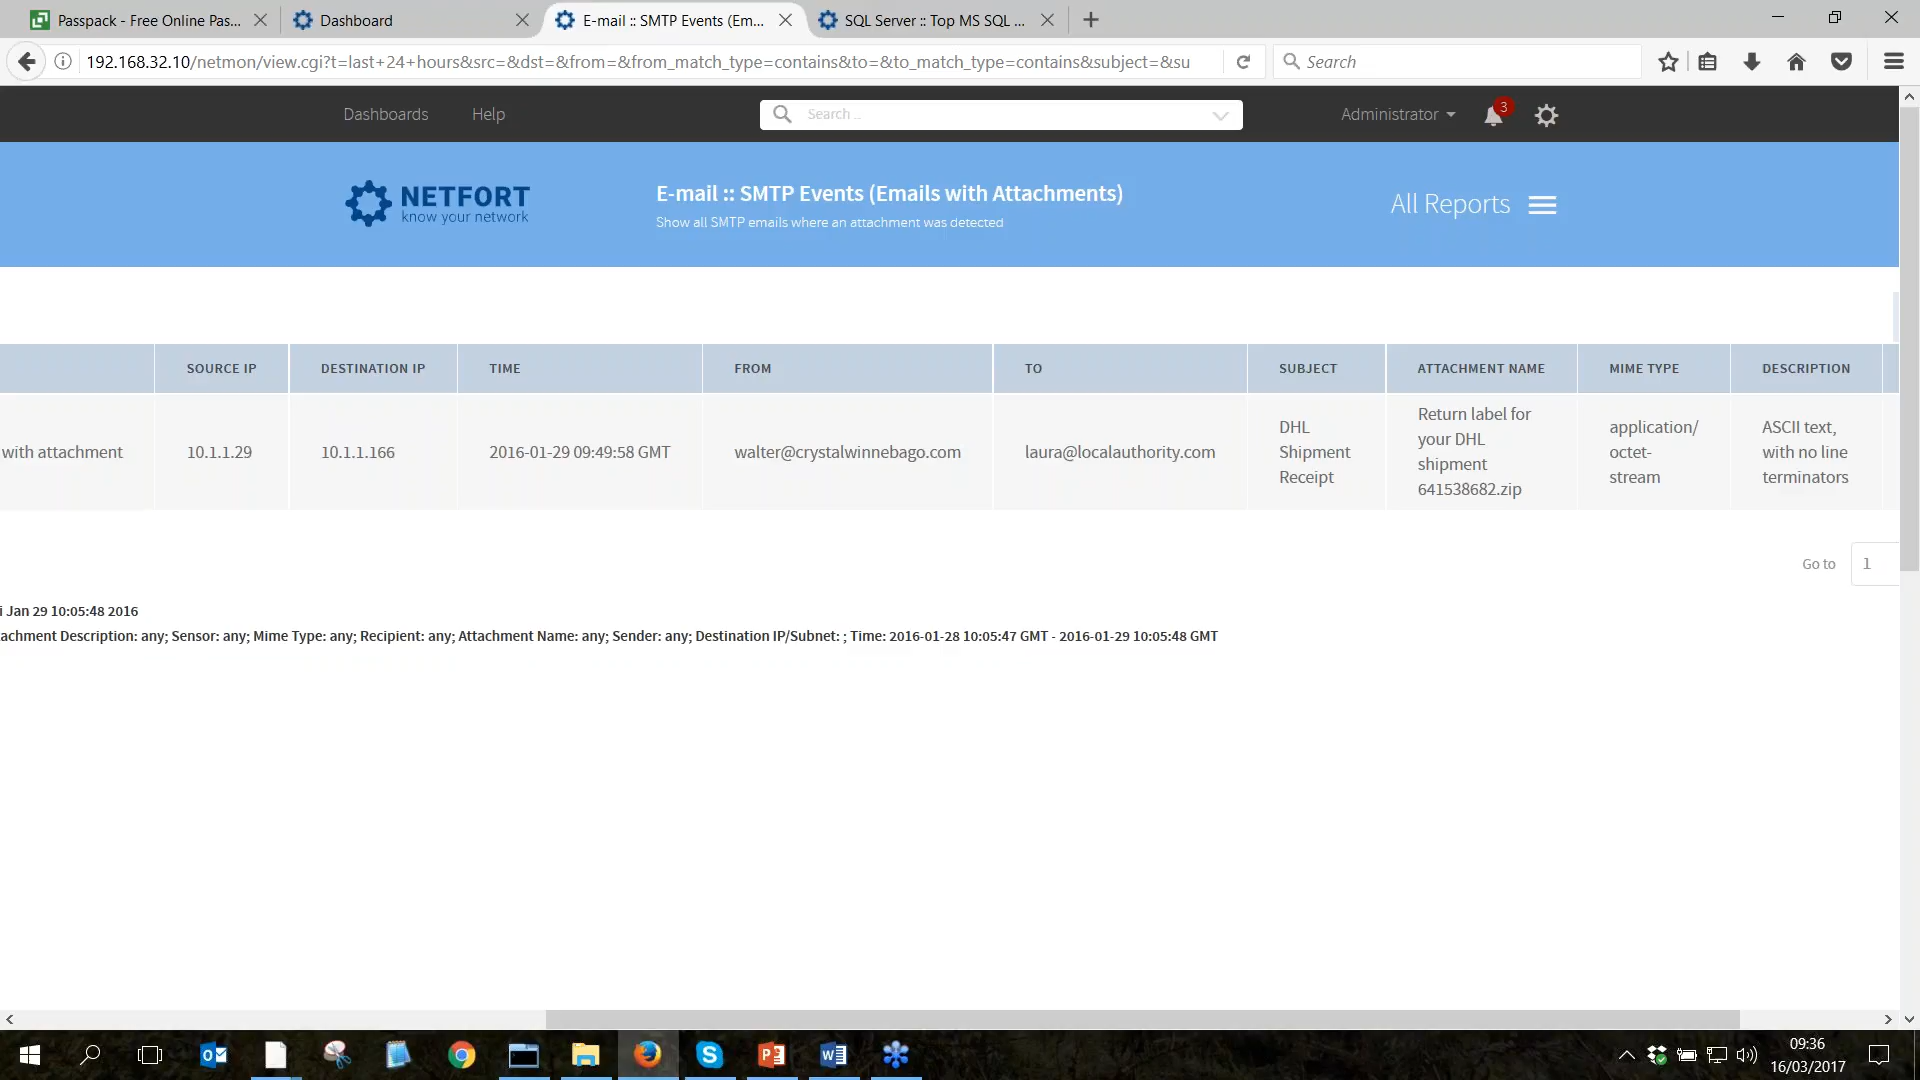 Passpack - Free Online Pas...
Dashboard
E-mail :: SMTP Events (Em...
SQL Server :: Top MS SQL ...
192.168.32.10/netmon/view.cgi?t=last+24+hours&src=&dst=&from=&from_match_type=contains&to=&to_match_type=contains&subject=&su
Search
Dashboards
Help
Search ..
Administrator
3
NETFORT
know your network
E-mail :: SMTP Events (Emails with Attachments)
Show all SMTP emails where an attachment was detected
All Reports
SOURCE IP
DESTINATION IP
TIME
FROM
TO
SUBJECT
ATTACHMENT NAME
MIME TYPE
DESCRIPTION
with attachment
10.1.1.29
10.1.1.166
2016-01-29 09:49:58 GMT
walter@crystalwinnebago.com
laura@localauthority.com
DHL
Shipment
Receipt
Return label for
your DHL
shipment
641538682.zip
application/
octet-
stream
ASCII text,
with no line
terminators
Go to
1
i Jan 29 10:05:48 2016
tachment Description: any; Sensor: any; Mime Type: any; Recipient: any; Attachment Name: any; Sender: any; Destination IP/Subnet: ; Time: 2016-01-28 10:05:47 GMT - 2016-01-29 10:05:48 GMT
09:36
16/03/2017